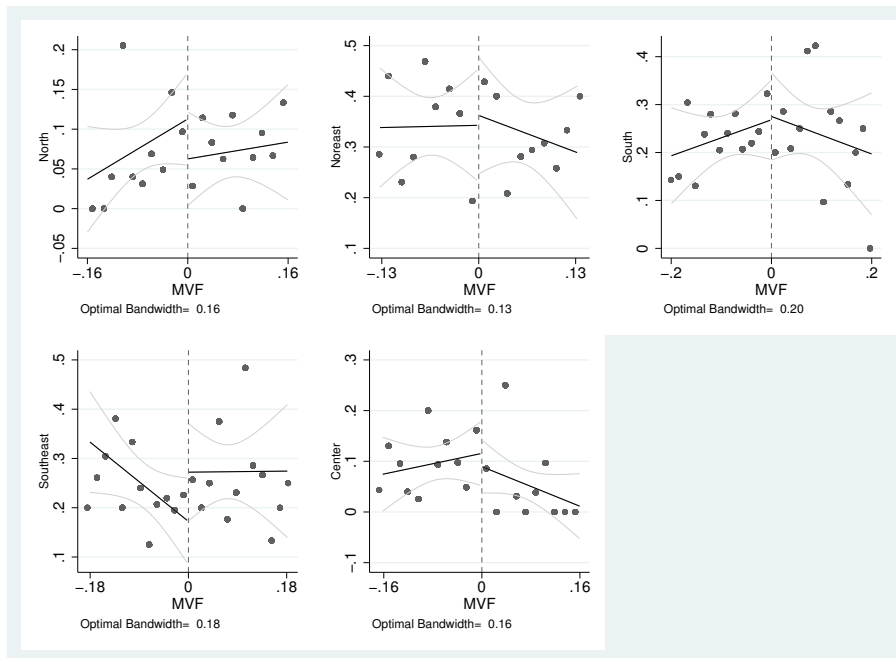 North
.2
.15
.1
.05
0
-.05
-.16 0 .16
MVF
Optimal Bandwidth= 0.16
Noreast
.5
.4
.3
.2
.1
-.13 0 .13
MVF
Optimal Bandwidth= 0.13
South
.4
.3
.2
.1
0
-.2 0 .2
MVF
Optimal Bandwidth= 0.20
Southeast
.5
.4
.3
.2
.1
-.18 0 .18
MVF
Optimal Bandwidth= 0.18
Center
.3
.2
.1
0
-.1
-.16 0 .16
MVF
Optimal Bandwidth= 0.16